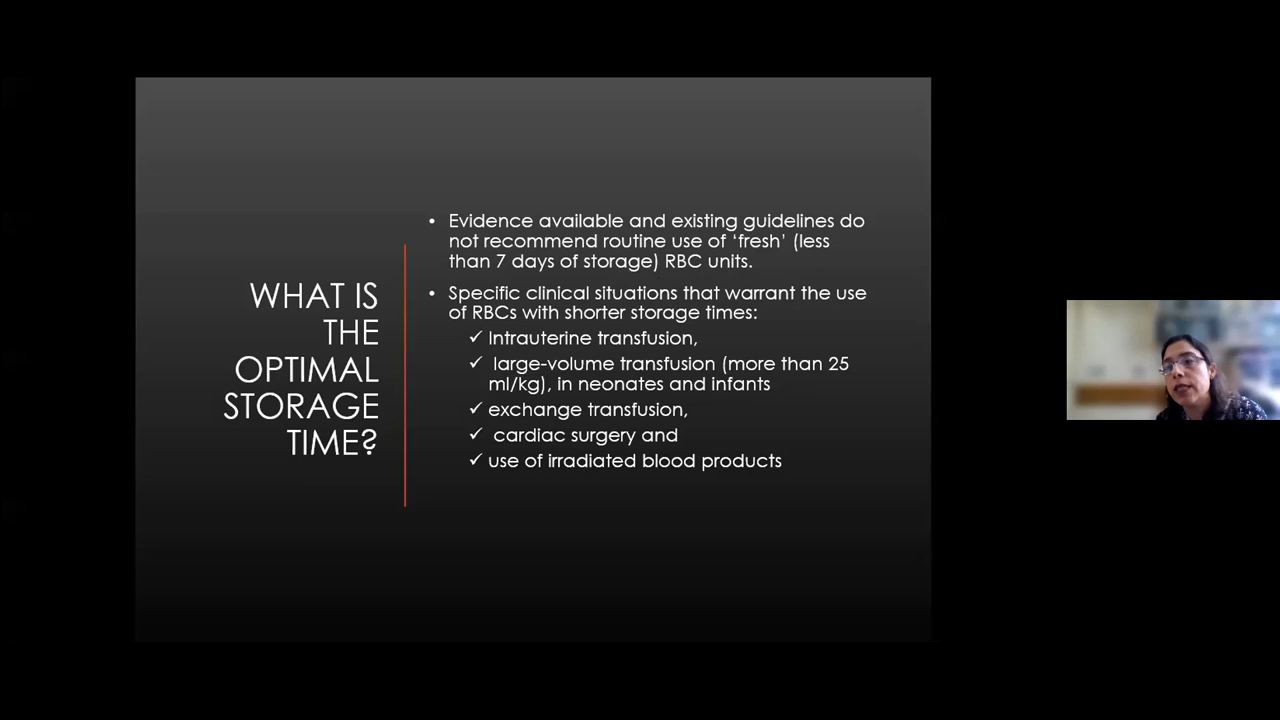 WHAT IS
THE
OPTIMAL
STORAGE
TIME?
• Evidence available and existing guidelines do
not recommend routine use of ‘fresh’ (less
than 7 days of storage) RBC units.
• Specific clinical situations that warrant the use
of RBCs with shorter storage times:
✓ Intrauterine transfusion,
✓ large-volume transfusion (more than 25
ml/kg), in neonates and infants
✓ exchange transfusion,
✓ cardiac surgery and
✓ use of irradiated blood products